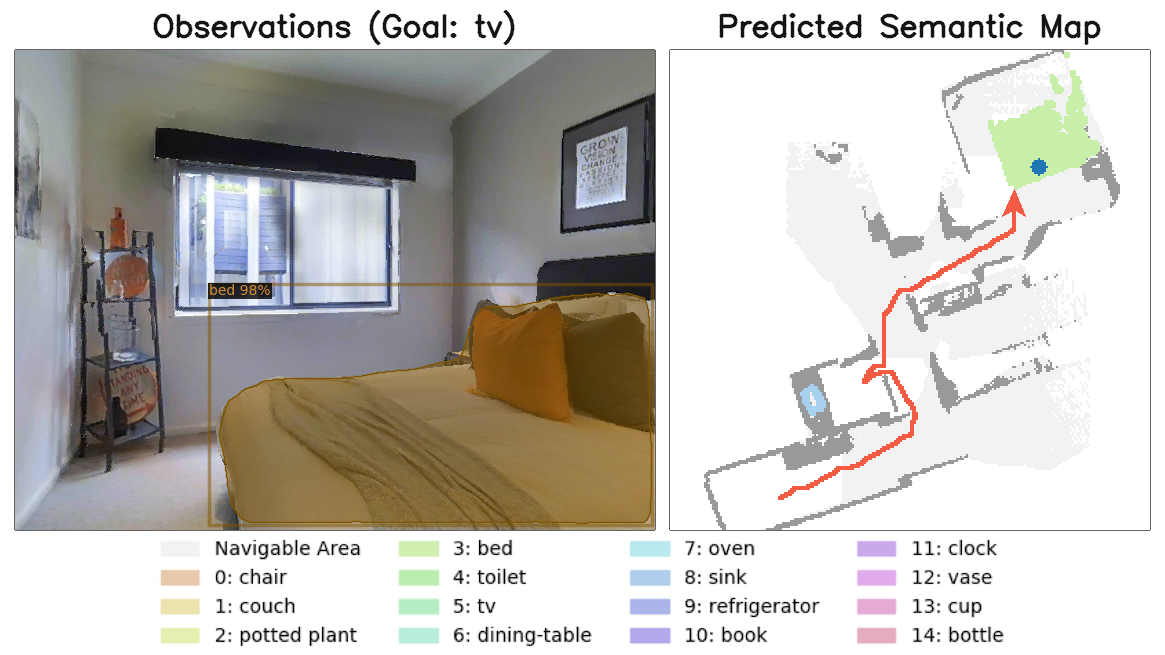 Observations (Goal: tv)
Predicted Semantic Map
GROW
VISION
CHANGE
bed 98%
ANY
TIME
Navigable Area
0: chair
1: couch
2: potted plant
3: bed
4: toilet
5: tv
6: dining-table
7: oven
8: sink
9: refrigerator
10: book
11: clock
12: vase
13: cup
14: bottle